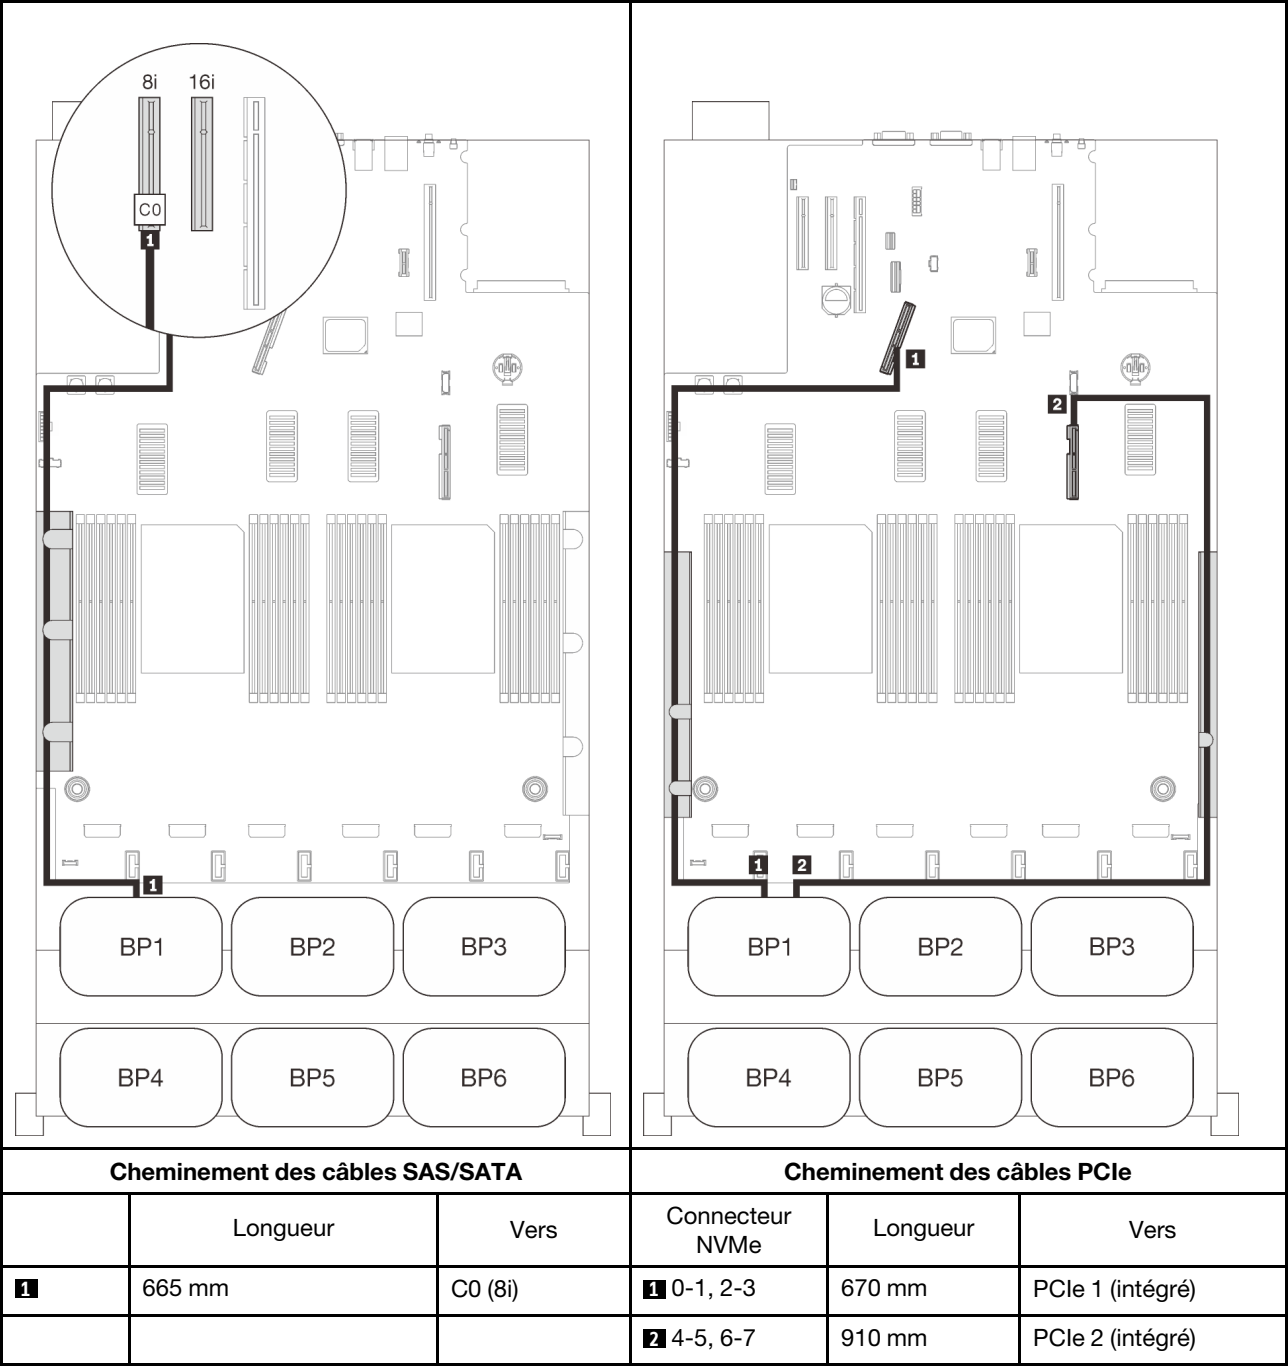 8i 16i
C0
1
1
BP1 BP2 BP3
BP4 BP5 BP6
1
2
1 2
BP1 BP2 BP3
BP4 BP5 BP6
Cheminement des câbles SAS/SATA
Longueur Vers
1 665 mm C0 (8i)
Cheminement des câbles PCIe
Connecteur
NVMe
Longueur Vers
1 0-1, 2-3 670 mm PCIe 1 (intégré)
2 4-5, 6-7 910 mm PCIe 2 (intégré)